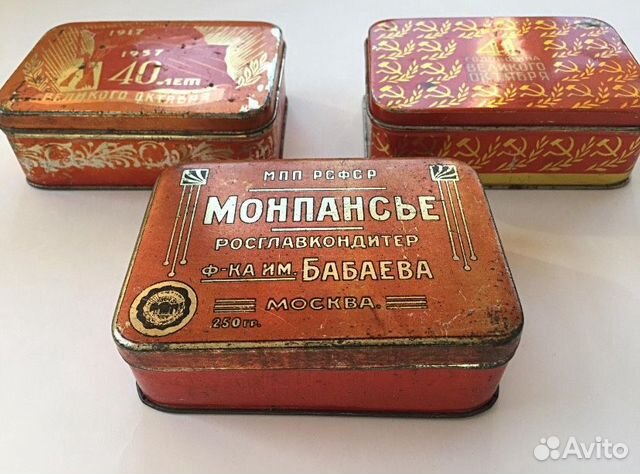 1917
1957
40 ЛЕТ
ВЕЛИКОГО ОКТЯБРЯ
ВЕЛИКОГО
ОКТЯБРЯ
МПП РСФСР
МОНПАНСЬЕ
РОСГЛАВКОНДИТЕР
Ф-КА ИМ. БАБАЕВА
МОСКВА.
250 ГР.
Avito